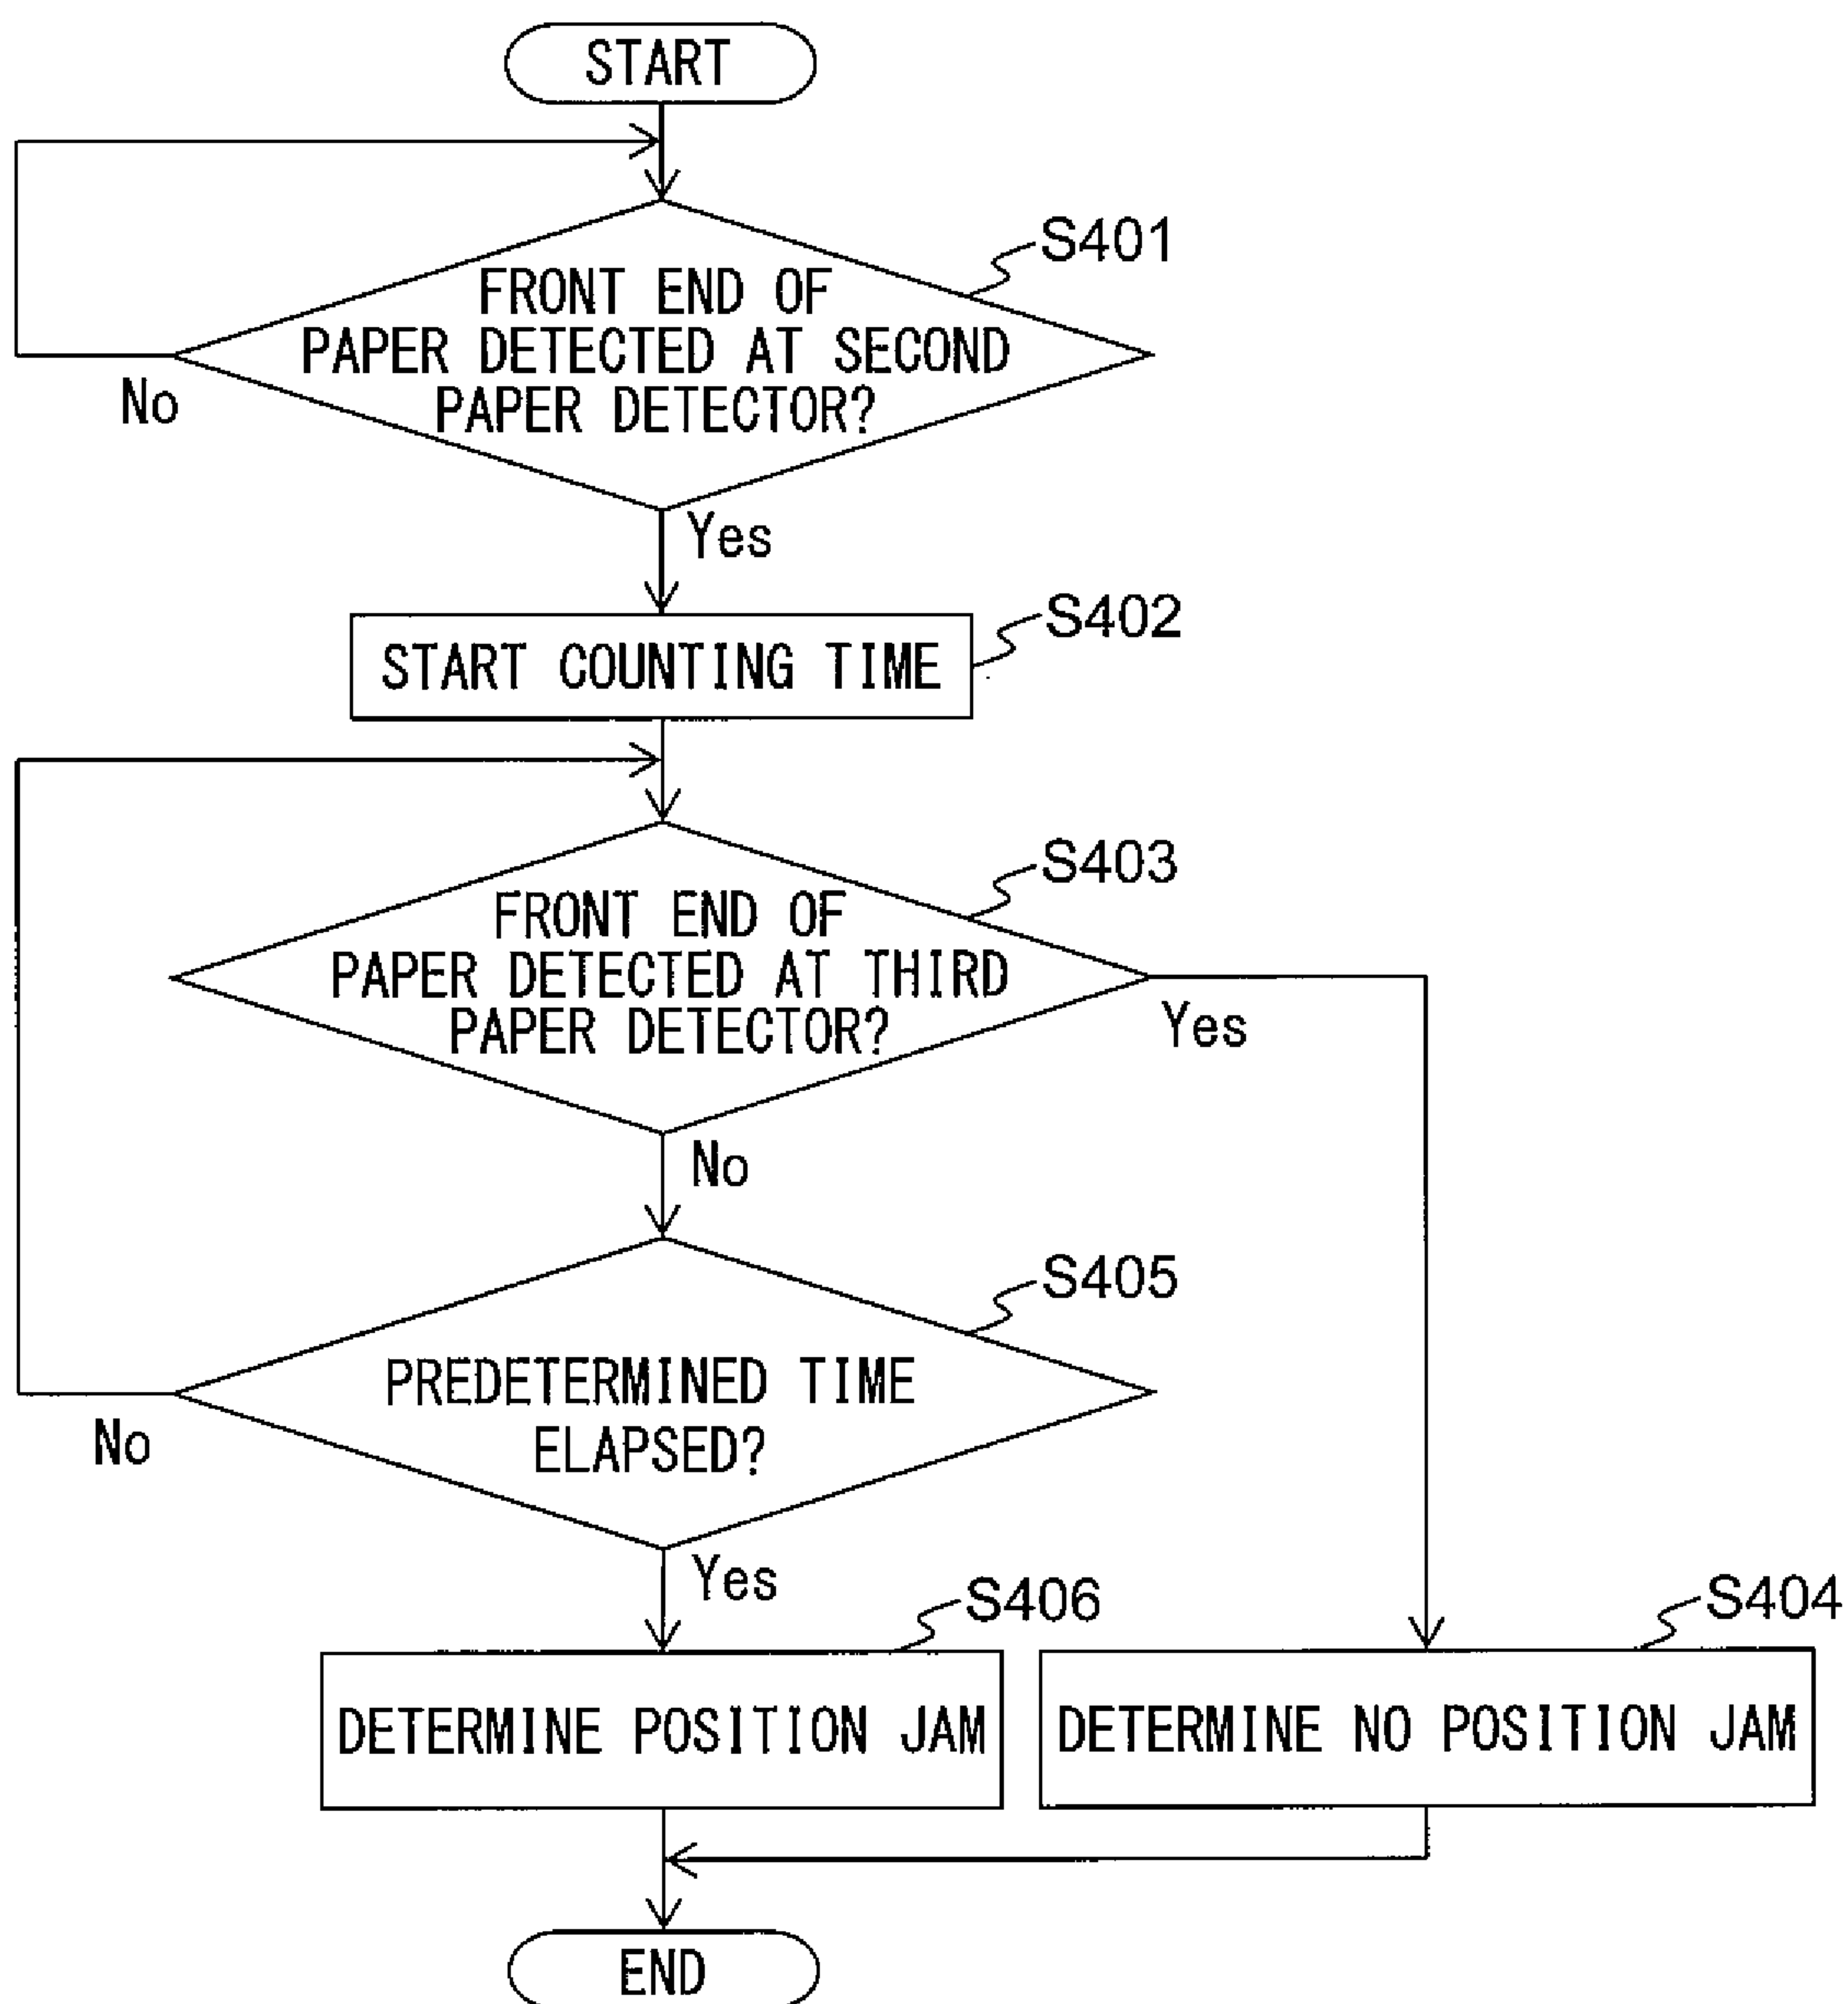 START
S401
FRONT END OF
PAPER DETECTED AT SECOND
PAPER DETECTOR?
No
Yes
S402
START COUNTING TIME
S403
FRONT END OF
PAPER DETECTED AT THIRD
PAPER DETECTOR?
Yes
No
S405
PREDETERMINED TIME
ELAPSED?
No
Yes
S406
S404
DETERMINE POSITION JAM
DETERMINE NO POSITION JAM
END